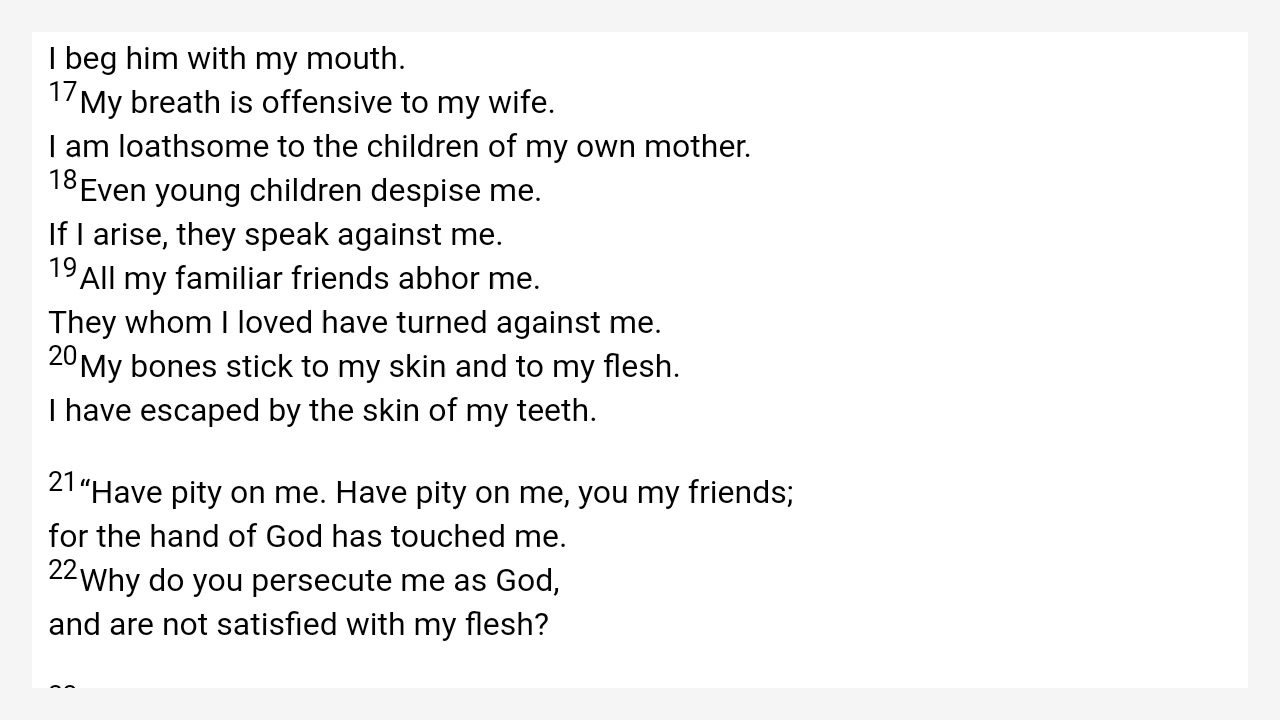 I beg him with my mouth.
17My breath is offensive to my wife.
I am loathsome to the children of my own mother.
18Even young children despise me.
If I arise, they speak against me.
19All my familiar friends abhor me.
They whom I loved have turned against me.
20My bones stick to my skin and to my flesh.
I have escaped by the skin of my teeth.
21“Have pity on me. Have pity on me, you my friends;
for the hand of God has touched me.
22Why do you persecute me as God,
and are not satisfied with my flesh?